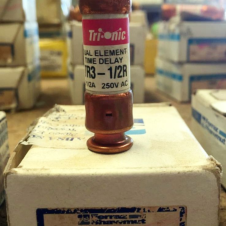 Tri-onic
DUAL ELEMENT
TIME DELAY
TR3-1/2R
250V AC